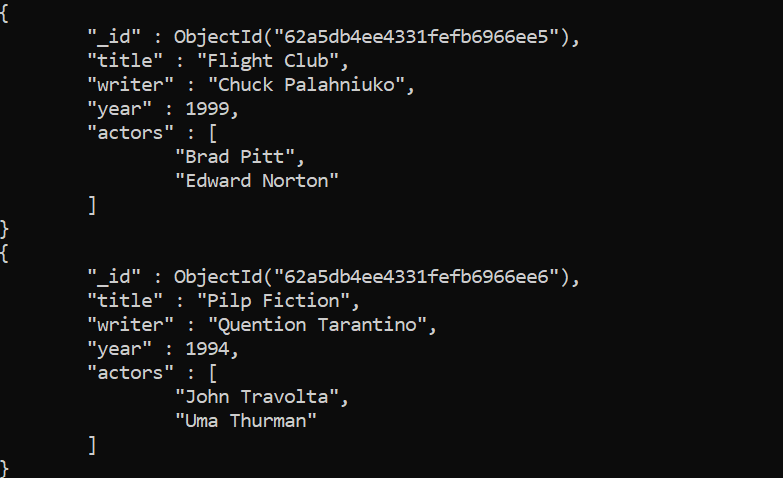 {
"_id" : ObjectId("62a5db4ee4331fefb6966ee5"),
"title" : "Flight Club",
"writer" : "Chuck Palahniuko",
"year" : 1999,
"actors" : [
"Brad Pitt",
"Edward Norton"
]
}
{
"_id" : ObjectId("62a5db4ee4331fefb6966ee6"),
"title" : "Pilp Fiction",
"writer" : "Quention Tarantino",
"year" : 1994,
"actors" : [
"John Travolta",
"Uma Thurman"
]
}